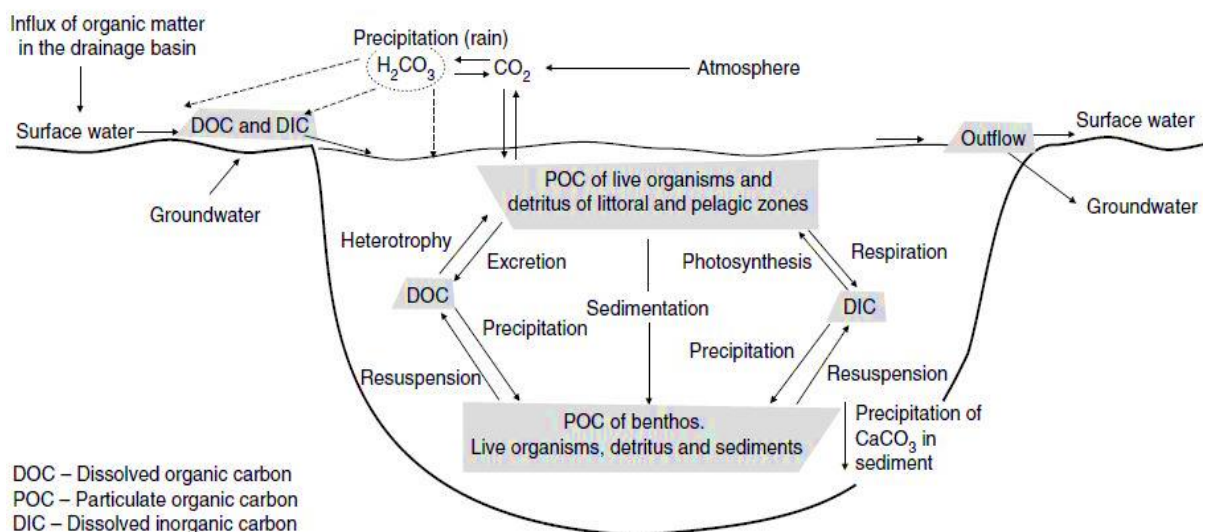 Influx of organic matter
in the drainage basin
Precipitation (rain)
H2CO3
CO2
Atmosphere
Surface water
DOC and DIC
Surface water
Outflow
Groundwater
Groundwater
POC of live organisms and
detritus of littoral and pelagic zones
Heterotrophy
Excretion
Photosynthesis
Respiration
DOC
Sedimentation
DIC
Precipitation
Precipitation
Resuspension
Resuspension
POC of benthos.
Live organisms, detritus and sediments
Precipitation of
CaCO3 in
sediment
DOC – Dissolved organic carbon
POC – Particulate organic carbon
DIC – Dissolved inorganic carbon